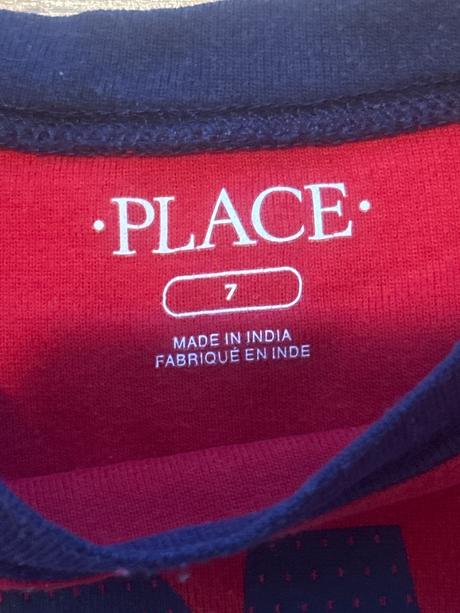 ·PLACE·
7
MADE IN INDIA
FABRIQUÉ EN INDE